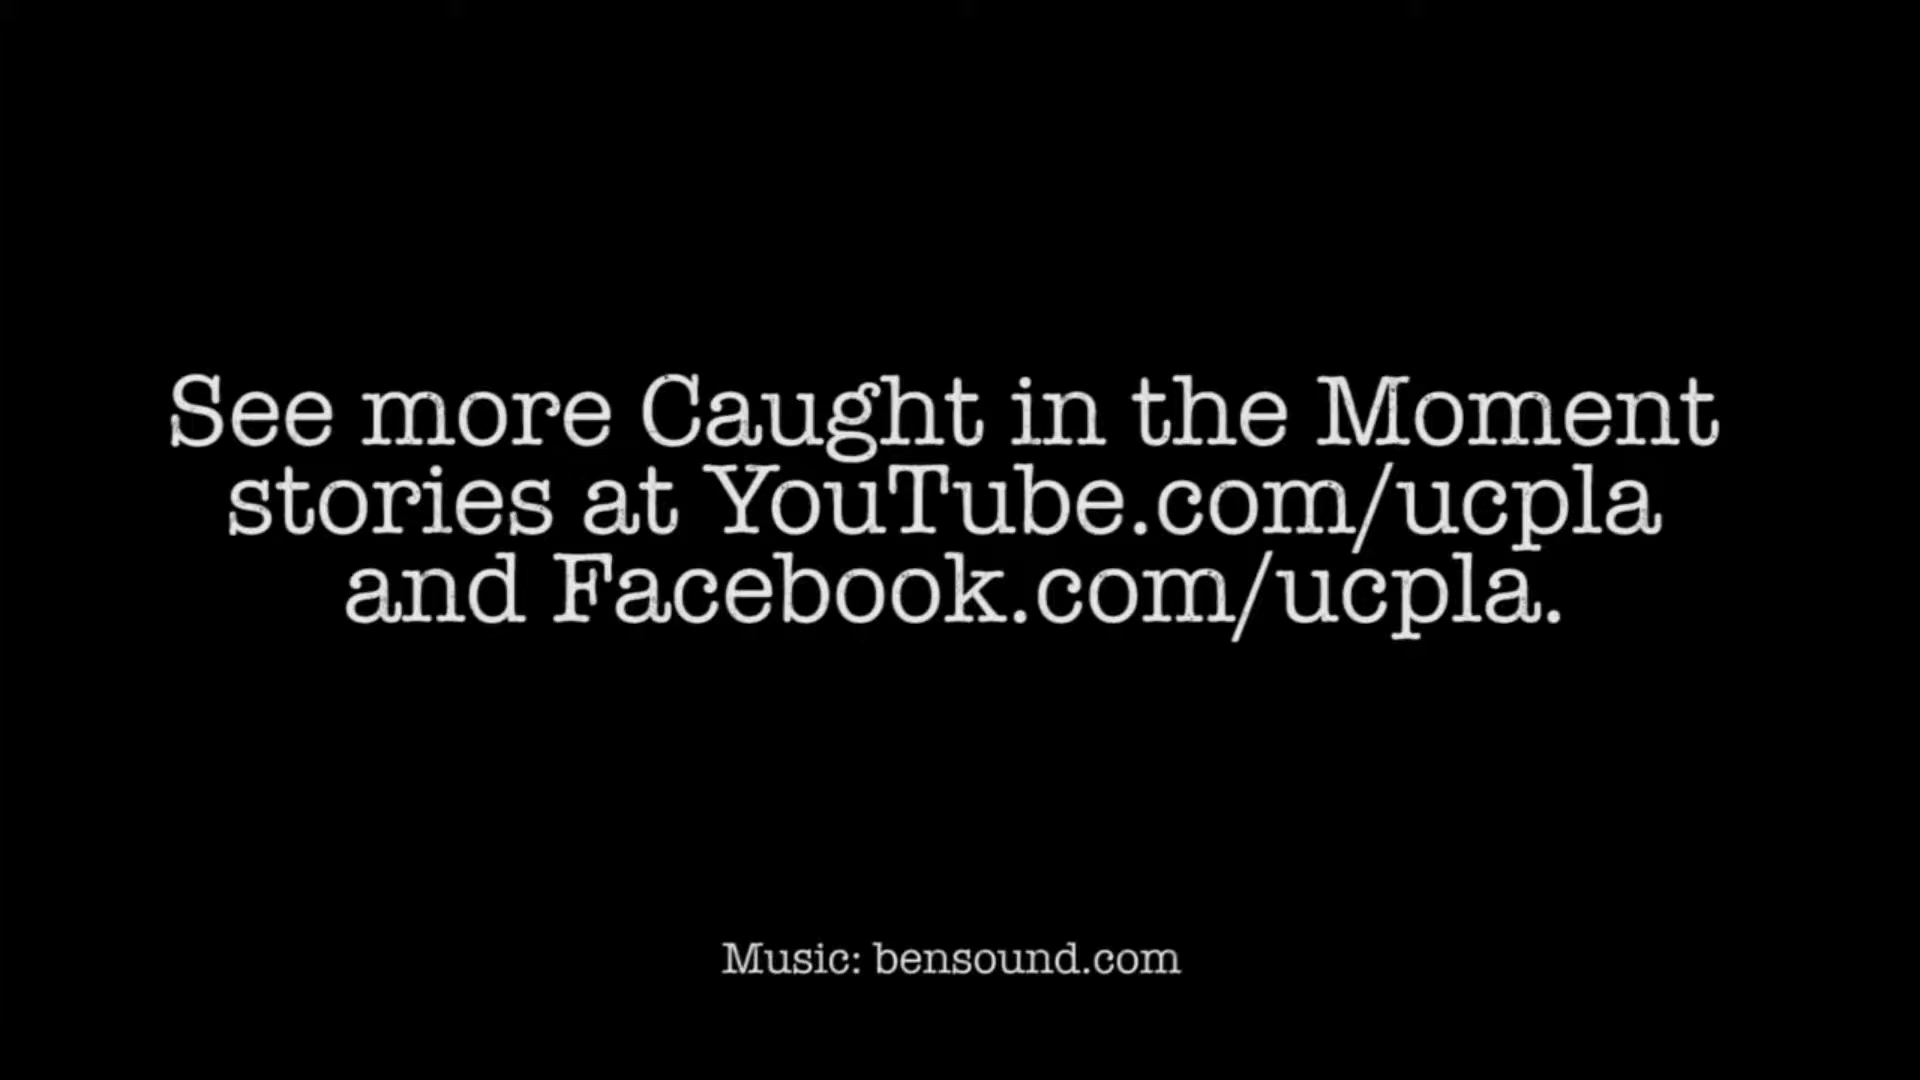 See more Caught in the Moment
stories at YouTube.com/ucpla
and Facebook.com/ucpla.
Music: bensound.com